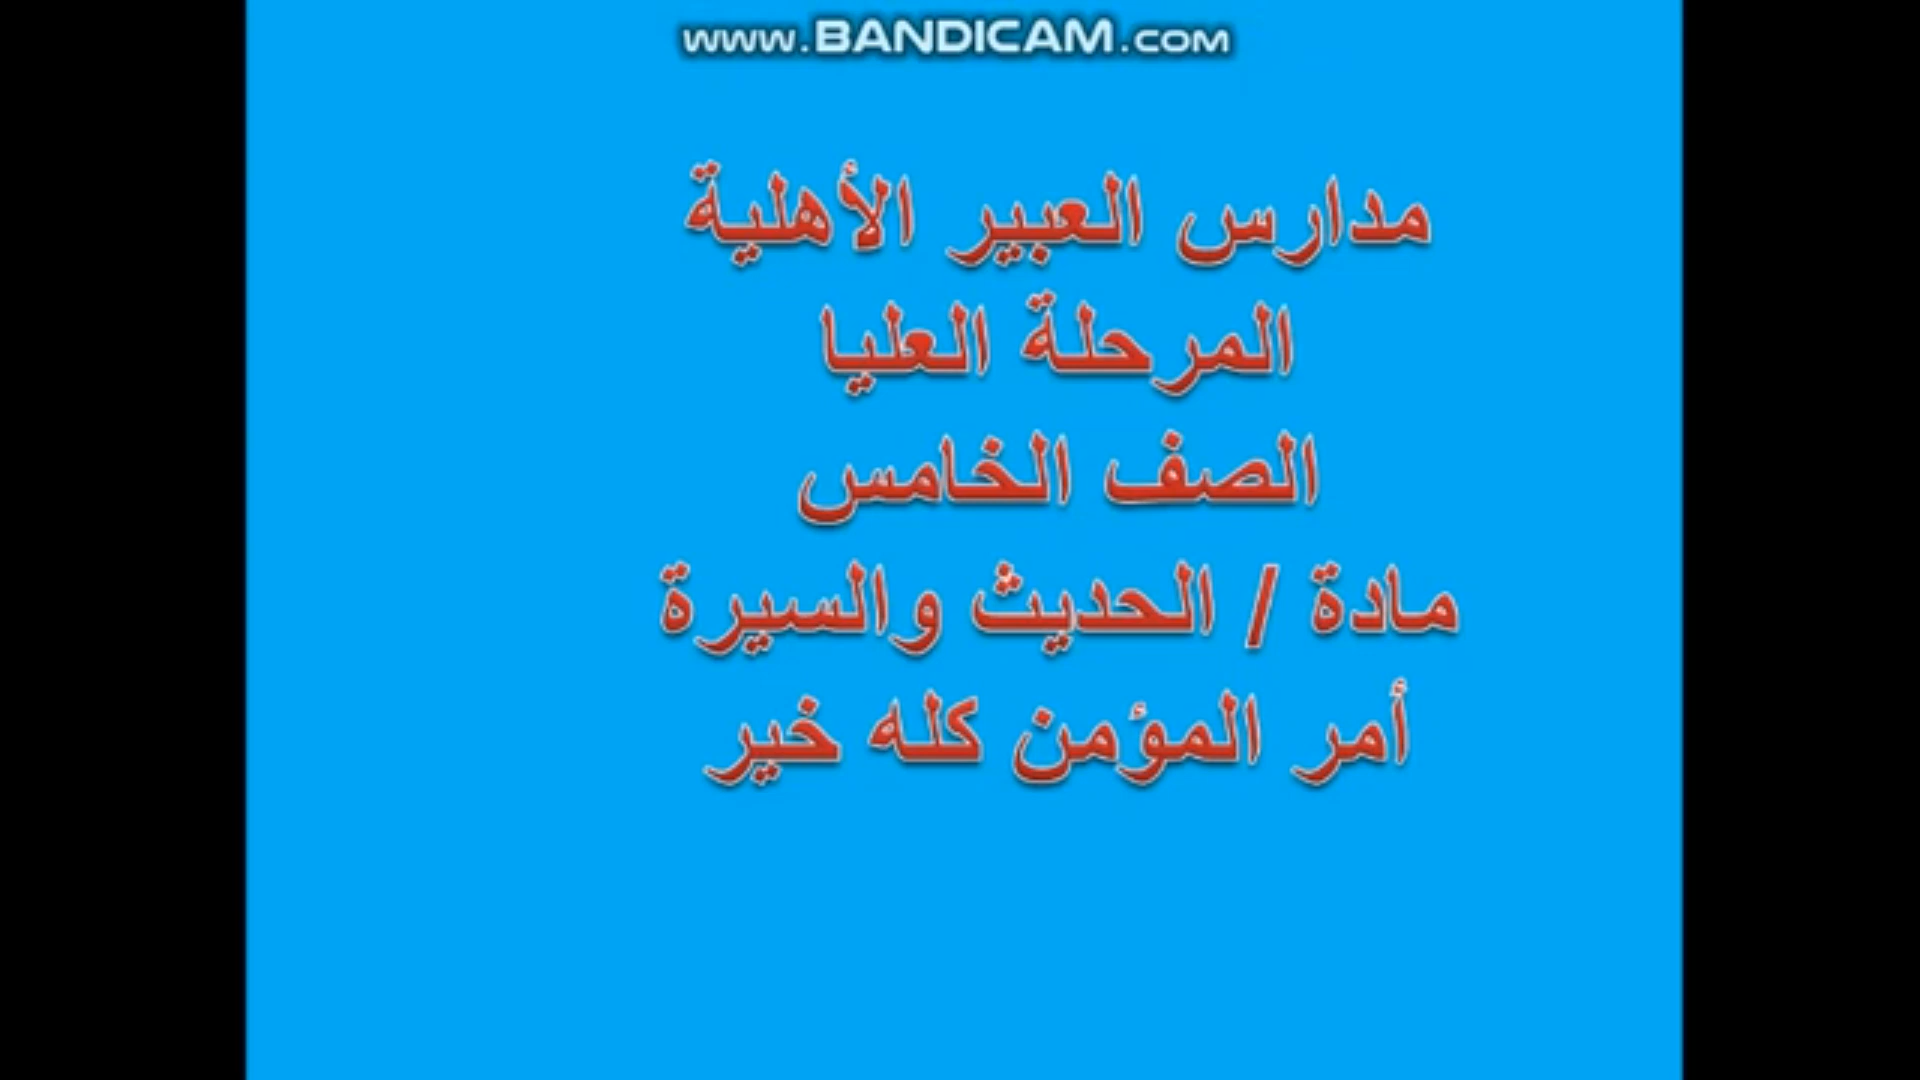 www.BANDICAM.com
مدارس العبير الأهلية
المرحلة العليا
الصف الخامس
مادة / الحديث والسيرة
أمر المؤمن كله خير